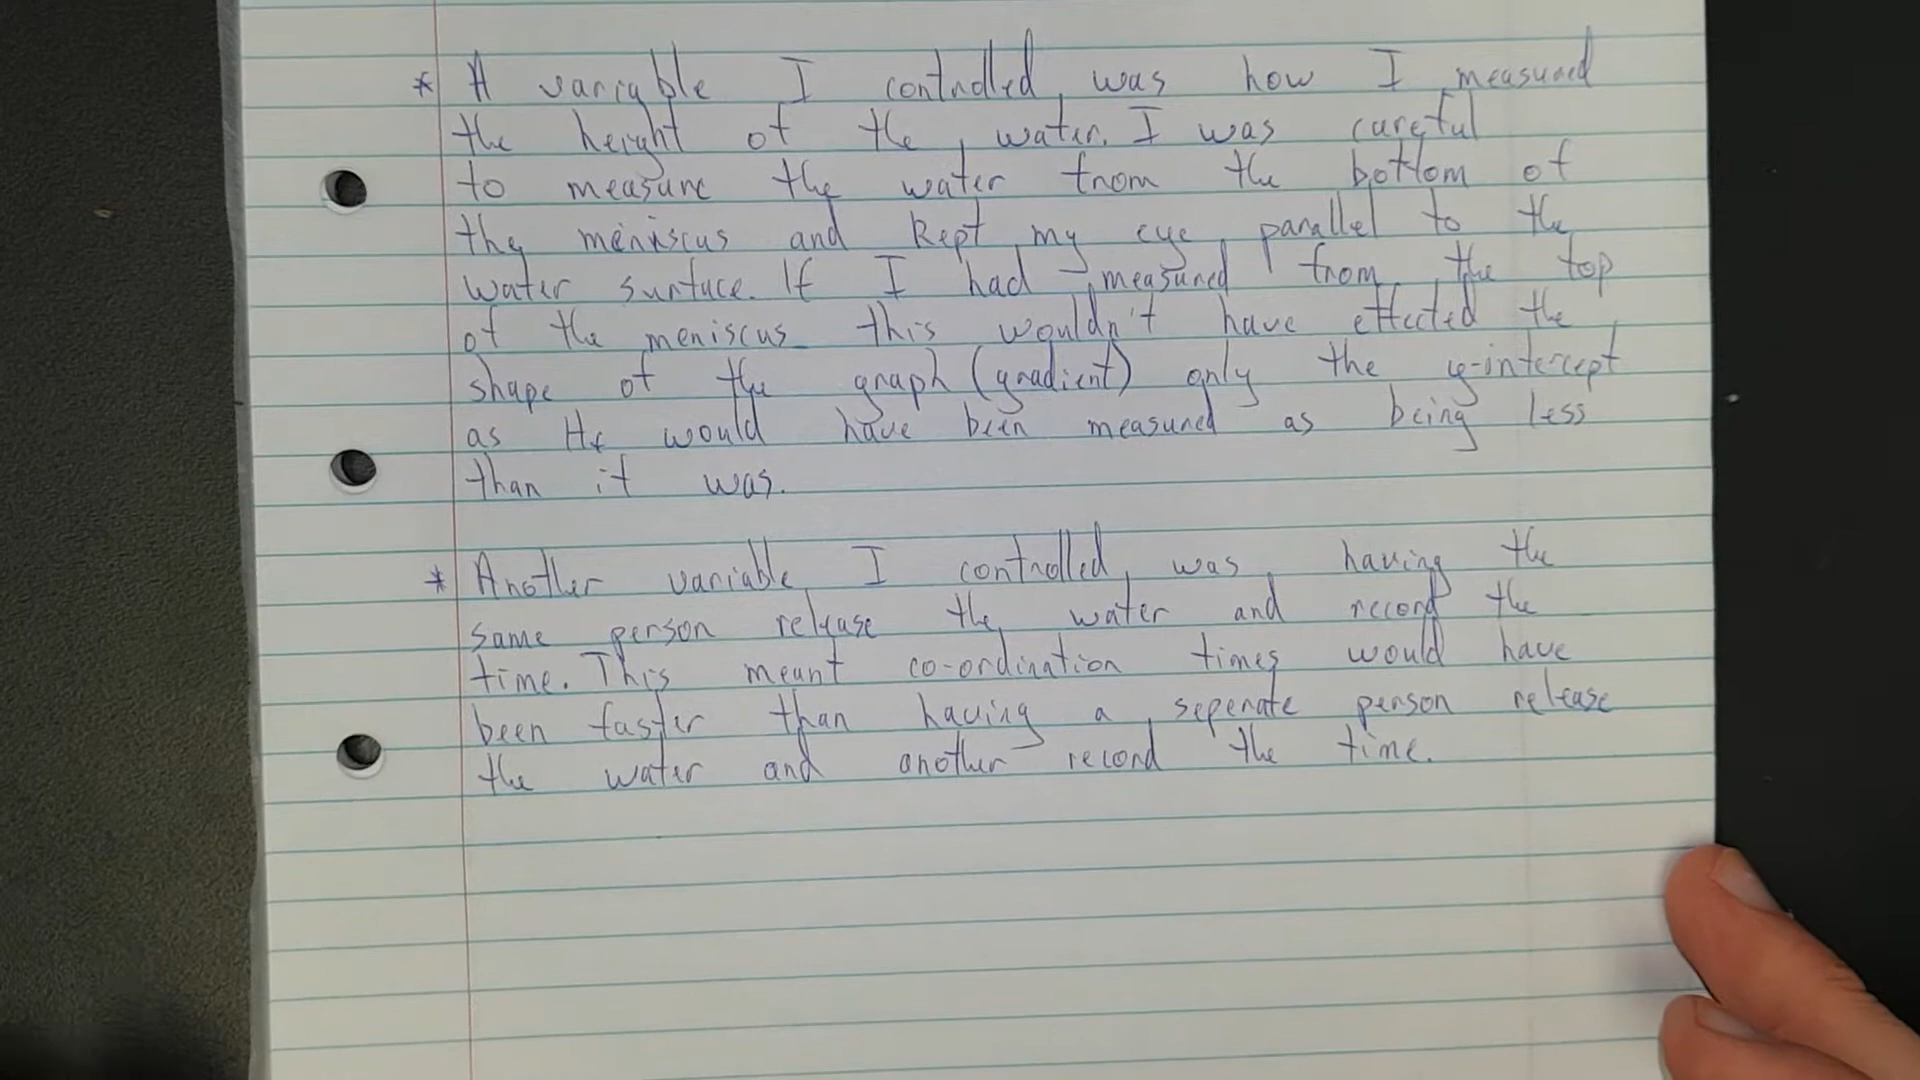 * A variable I controlled was how I measured
the height of the water. I was careful
to measure the water from the bottom of
the meniscus and kept my eye parallel to the
water surface. If I had measured from the top
of the meniscus this wouldn't have effected the
shape of the graph (gradient) only the y-intercept
as Hf would have been measured as being less
than it was.
* Another variable I controlled was having the
same person release the water and record the
time. This meant co-ordination times would have
been faster than having a seperate person release
the water and another record the time.